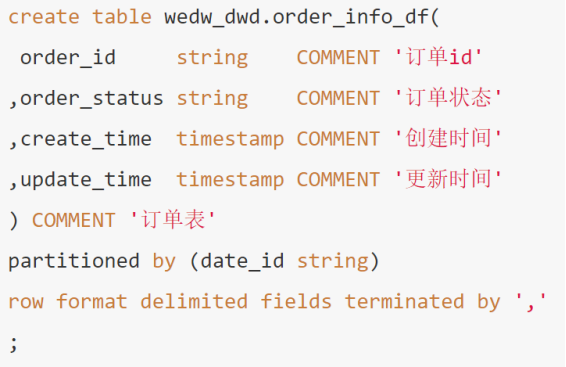 create table wedw_dwd.order_info_df(
 order_id     string    COMMENT '订单id'
,order_status string    COMMENT '订单状态'
,create_time  timestamp COMMENT '创建时间'
,update_time  timestamp COMMENT '更新时间'
) COMMENT '订单表'
partitioned by (date_id string)
row format delimited fields terminated by ','
;